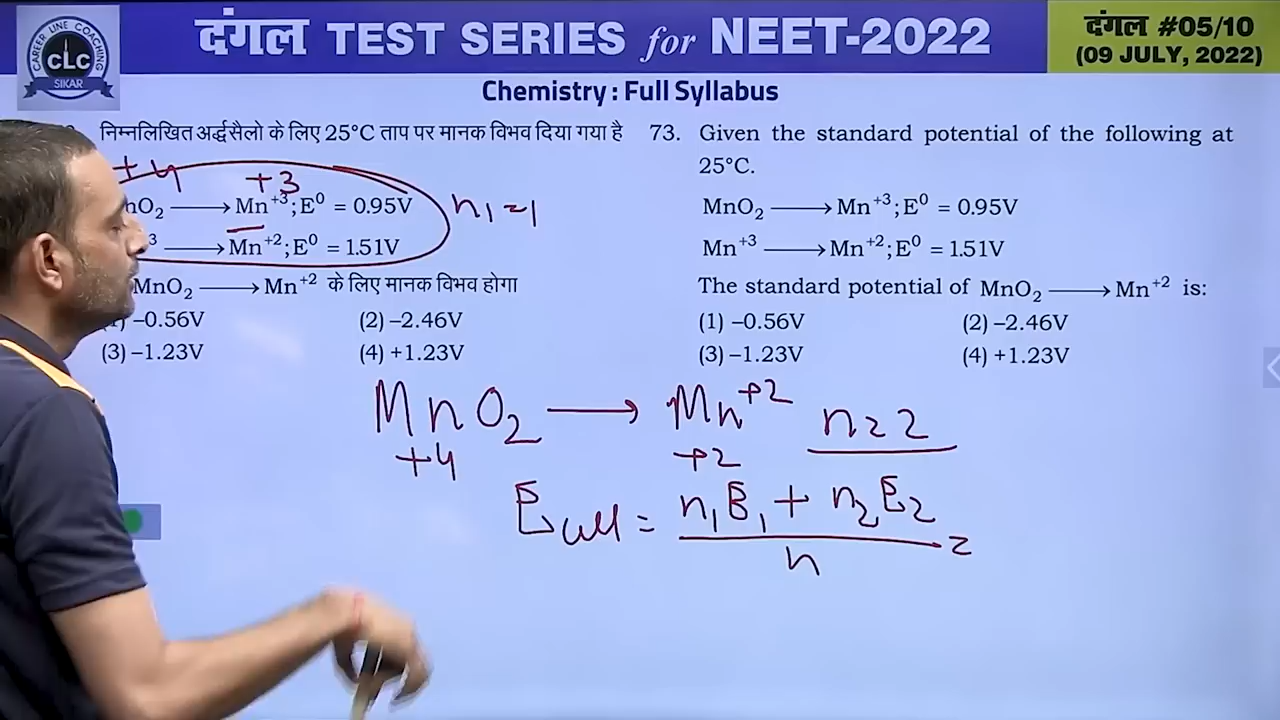 दंगल TEST SERIES for NEET-2022
दंगल #05/10
(09 JULY, 2022)
CAREER LINE COACHING
CLC
SIKAR
Chemistry : Full Syllabus
निम्नलिखित अर्द्धसैलो के लिए 25°C ताप पर मानक विभव दिया गया है
+4
+3
nO₂ ⟶ Mn⁺³; E⁰ = 0.95V
n₁ = 1
³ ⟶ Mn⁺²; E⁰ = 1.51V
MnO₂ ⟶ Mn⁺² के लिए मानक विभव होगा
(1) –0.56V (2) –2.46V
(3) –1.23V (4) +1.23V
73. Given the standard potential of the following at
25°C.
MnO₂ ⟶ Mn⁺³; E⁰ = 0.95V
Mn⁺³ ⟶ Mn⁺²; E⁰ = 1.51V
The standard potential of MnO₂ ⟶ Mn⁺² is:
(1) –0.56V (2) –2.46V
(3) –1.23V (4) +1.23V
MnO₂ ⟶ Mn⁺² n = 2
+4 +2
Ecell = n₁E₁ + n₂E₂ =
n